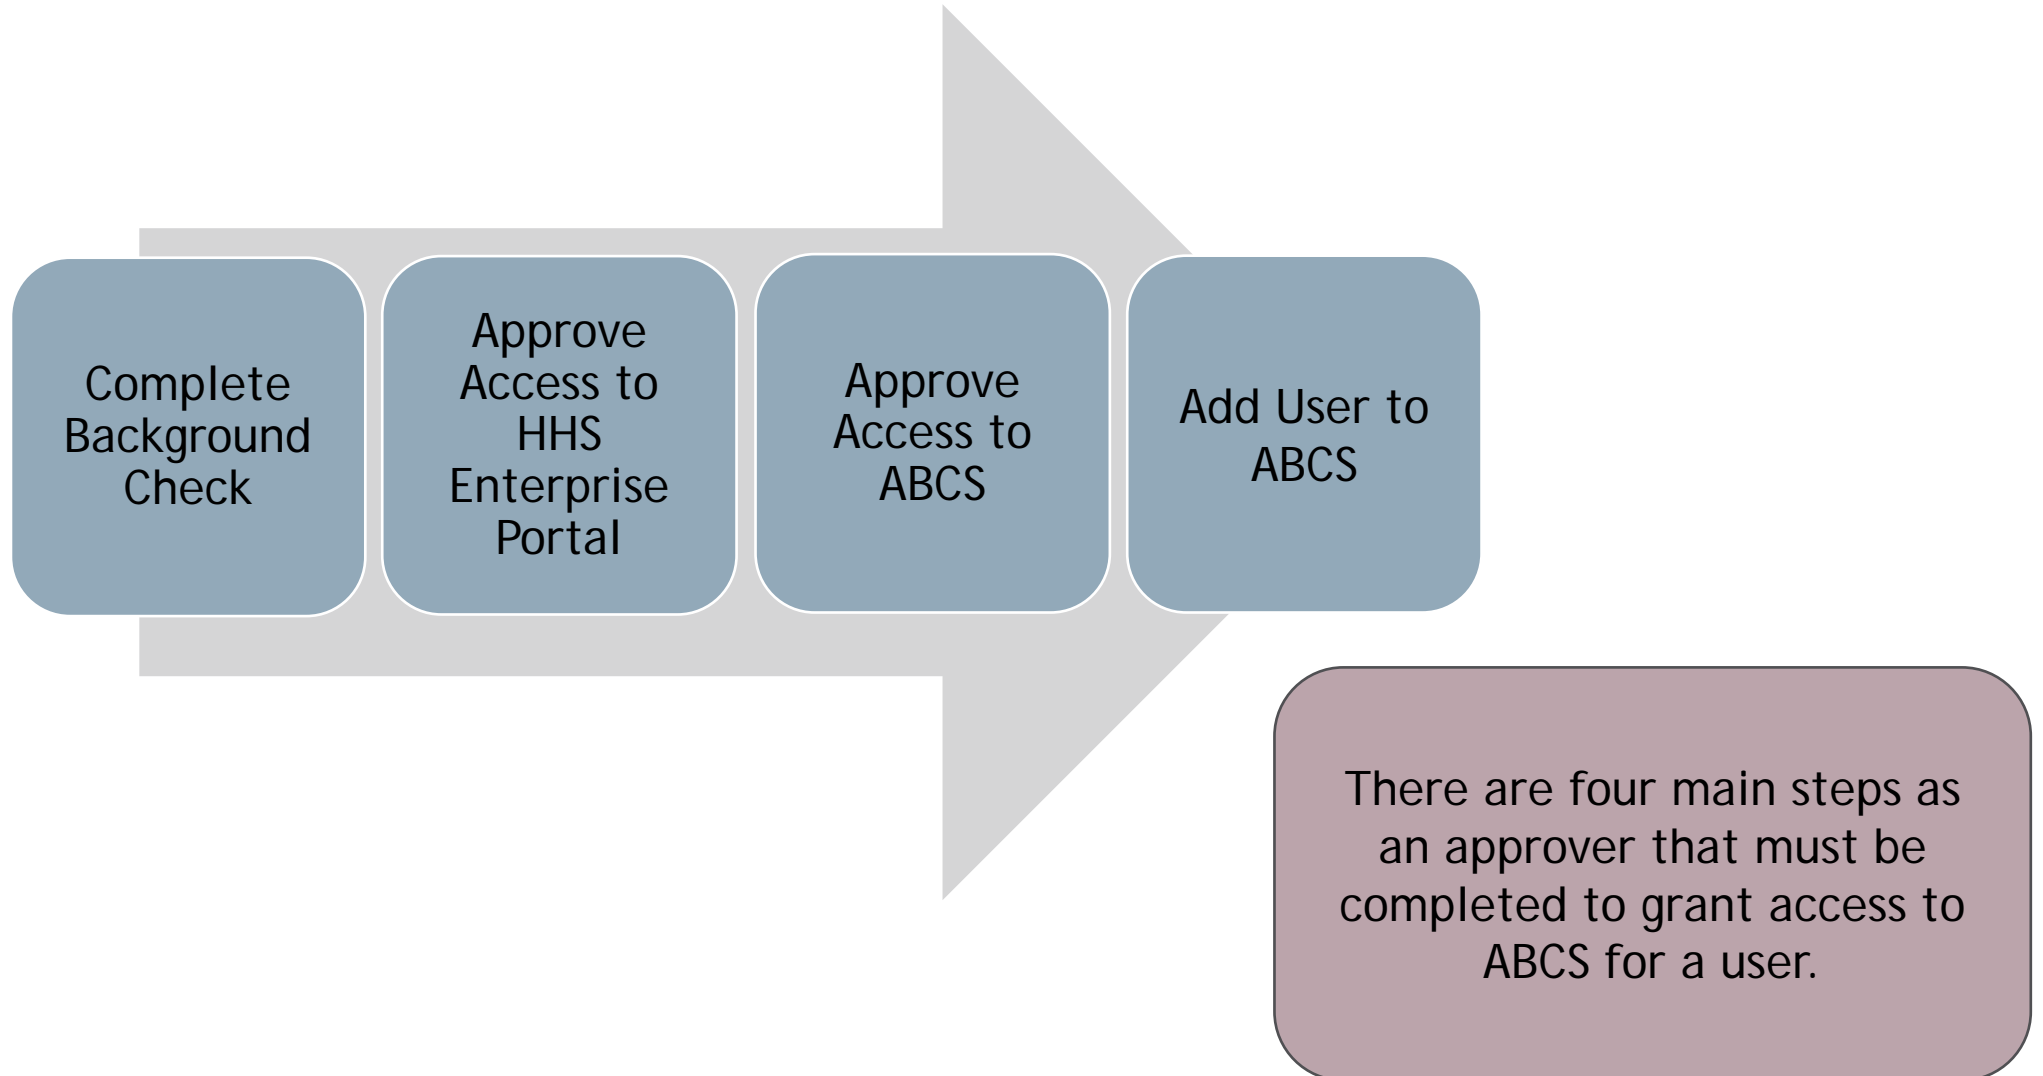 Complete
Background
Check
Approve
Access to
HHS
Enterprise
Portal
Approve
Access to
ABCS
Add User to
ABCS
There are four main steps as
an approver that must be
completed to grant access to
ABCS for a user.